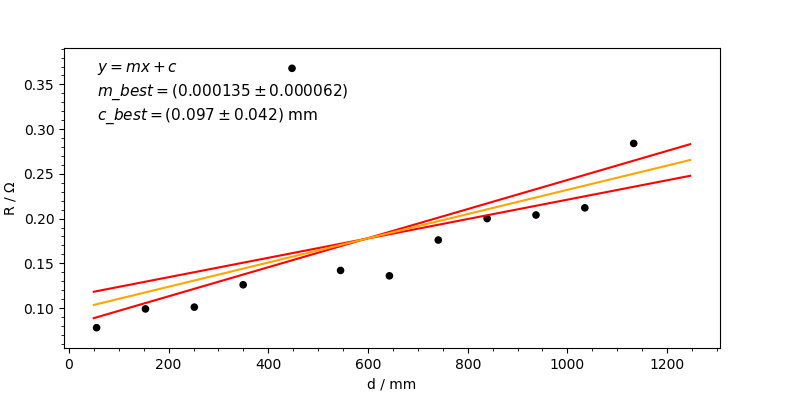 y = mx + c
m_best = (0.000135 ± 0.000062)
c_best = (0.097 ± 0.042) mm
R / Ω
0.35
0.30
0.25
0.20
0.15
0.10
0 200 400 600 800 1000 1200
d / mm